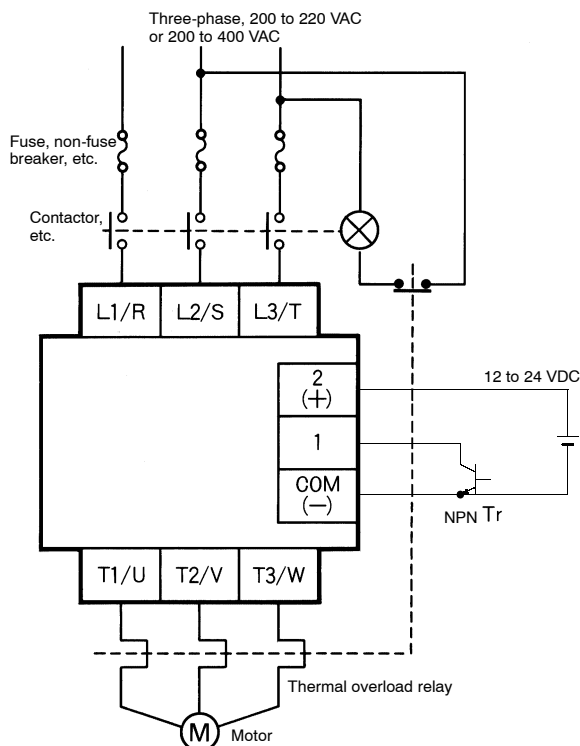 Three-phase, 200 to 220 VAC
or 200 to 400 VAC
Fuse, non-fuse
breaker, etc.
Contactor,
etc.
L1/R
L2/S
L3/T
2
(+)
12 to 24 VDC
1
COM
(−)
NPN Tr
T1/U
T2/V
T3/W
Thermal overload relay
M
Motor